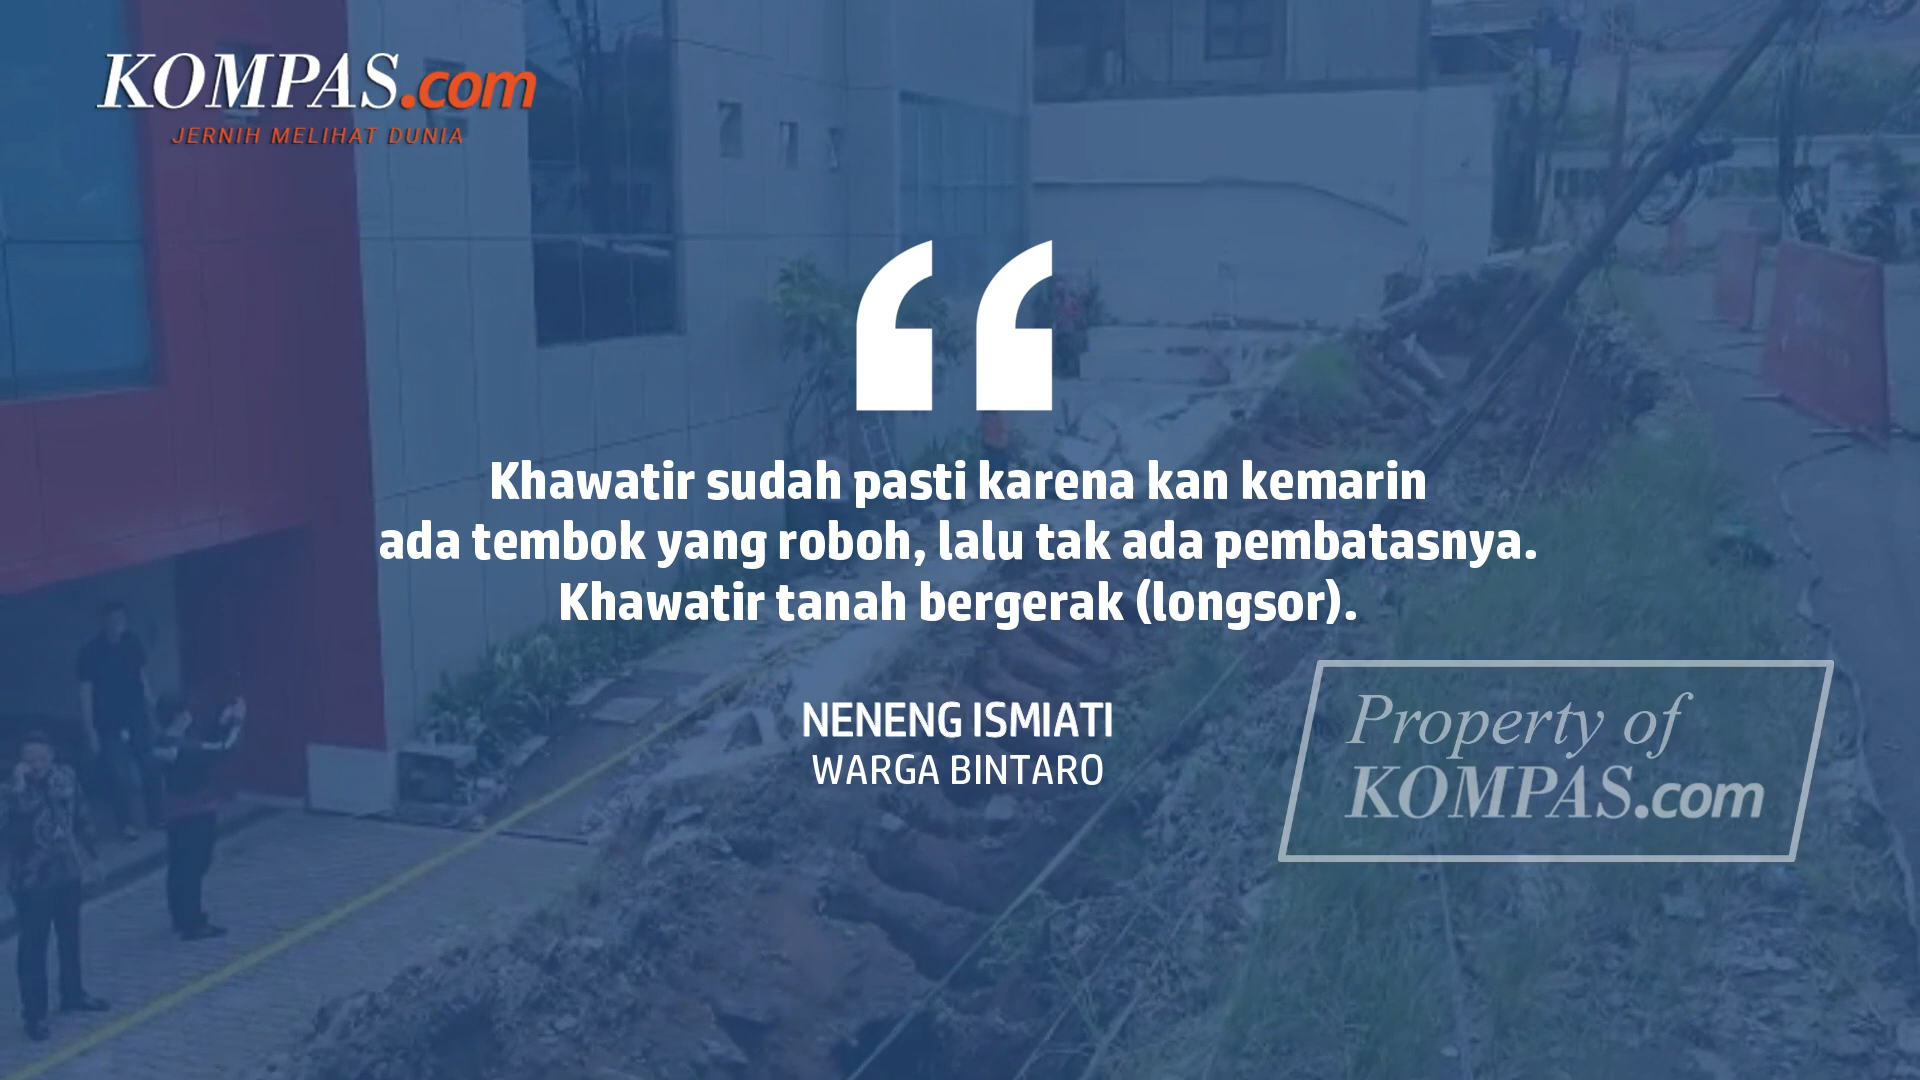 KOMPAS.com
JERNIH MELIHAT DUNIA
“
Khawatir sudah pasti karena kan kemarin
ada tembok yang roboh, lalu tak ada pembatasnya.
Khawatir tanah bergerak (longsor).
NENENG ISMIATI
WARGA BINTARO
Property of
KOMPAS.com